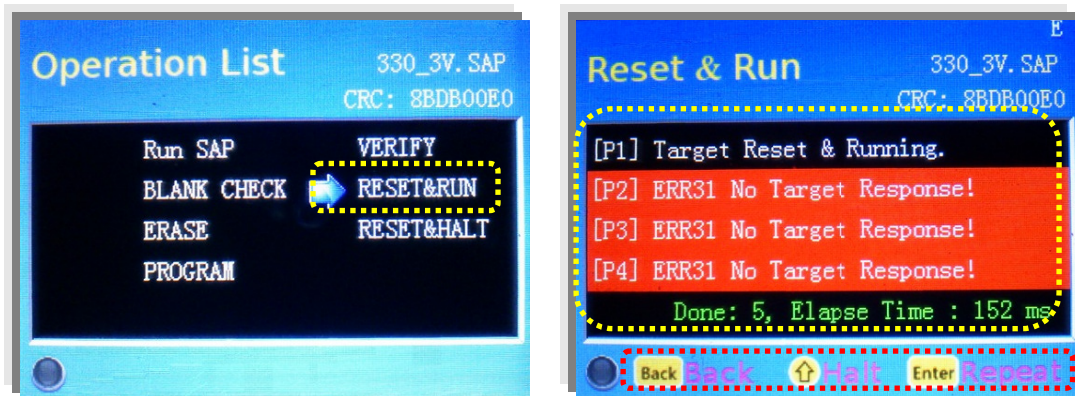 Operation List
330_3V.SAP
CRC: 8BDB00E0
Run SAP VERIFY
BLANK CHECK RESET&RUN
ERASE RESET&HALT
PROGRAM
E
Reset & Run
330_3V.SAP
CRC: 8BDB00E0
[P1] Target Reset & Running.
[P2] ERR31 No Target Response!
[P3] ERR31 No Target Response!
[P4] ERR31 No Target Response!
Done: 5, Elapse Time : 152 ms
Back Back Halt Enter Repeat